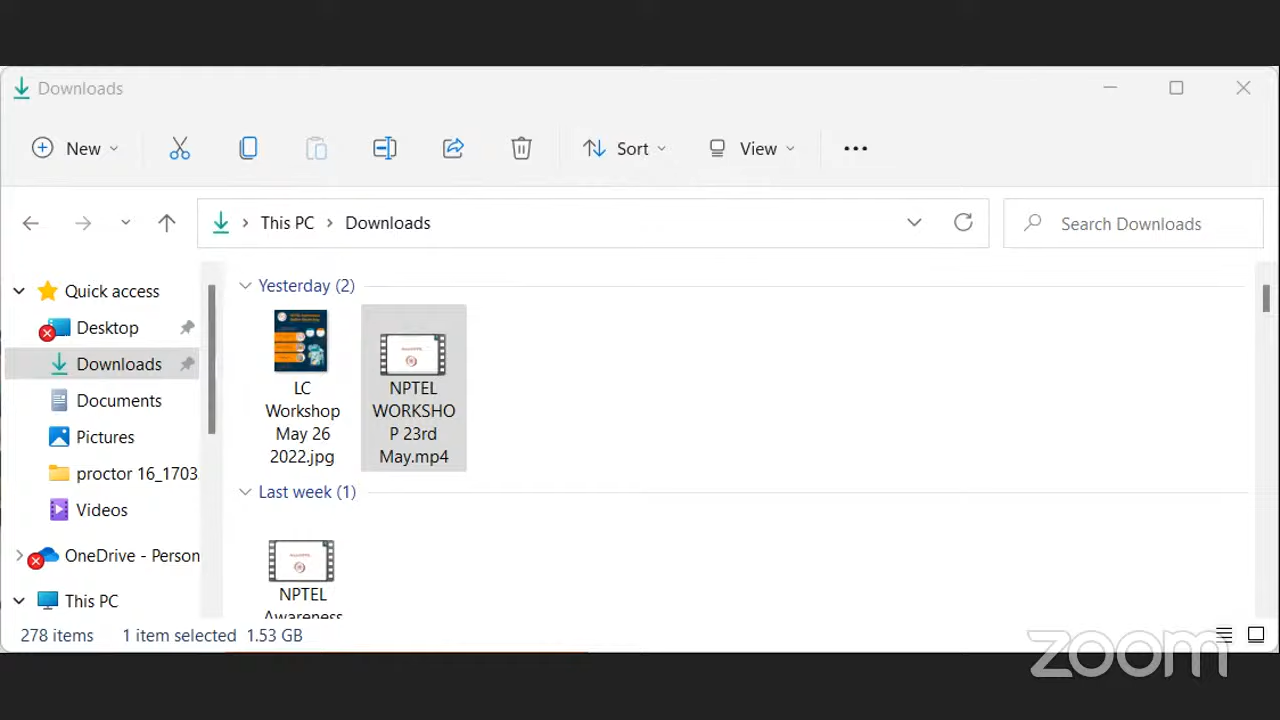 Downloads
New
Sort
View
This PC
Downloads
Search Downloads
Quick access
Desktop
Downloads
Documents
Pictures
proctor 16_1703
Videos
OneDrive - Person
This PC
Yesterday (2)
LC
Workshop
May 26
2022.jpg
NPTEL
WORKSHO
P 23rd
May.mp4
Last week (1)
NPTEL
Awareness
278 items
1 item selected 1.53 GB
zoom